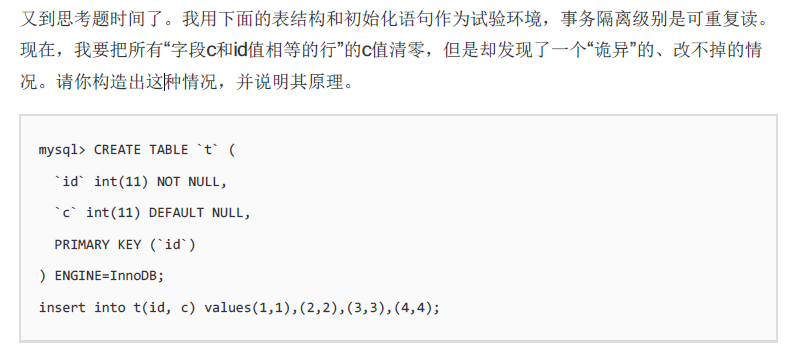 又到思考题时间了。我用下面的表结构和初始化语句作为试验环境，事务隔离级别是可重复读。
现在，我要把所有“字段c和id值相等的行”的c值清零，但是却发现了一个“诡异”的、改不掉的情
况。请你构造出这种情况，并说明其原理。
mysql> CREATE TABLE `t` (
`id` int(11) NOT NULL,
`c` int(11) DEFAULT NULL,
PRIMARY KEY (`id`)
) ENGINE=InnoDB;
insert into t(id, c) values(1,1),(2,2),(3,3),(4,4);